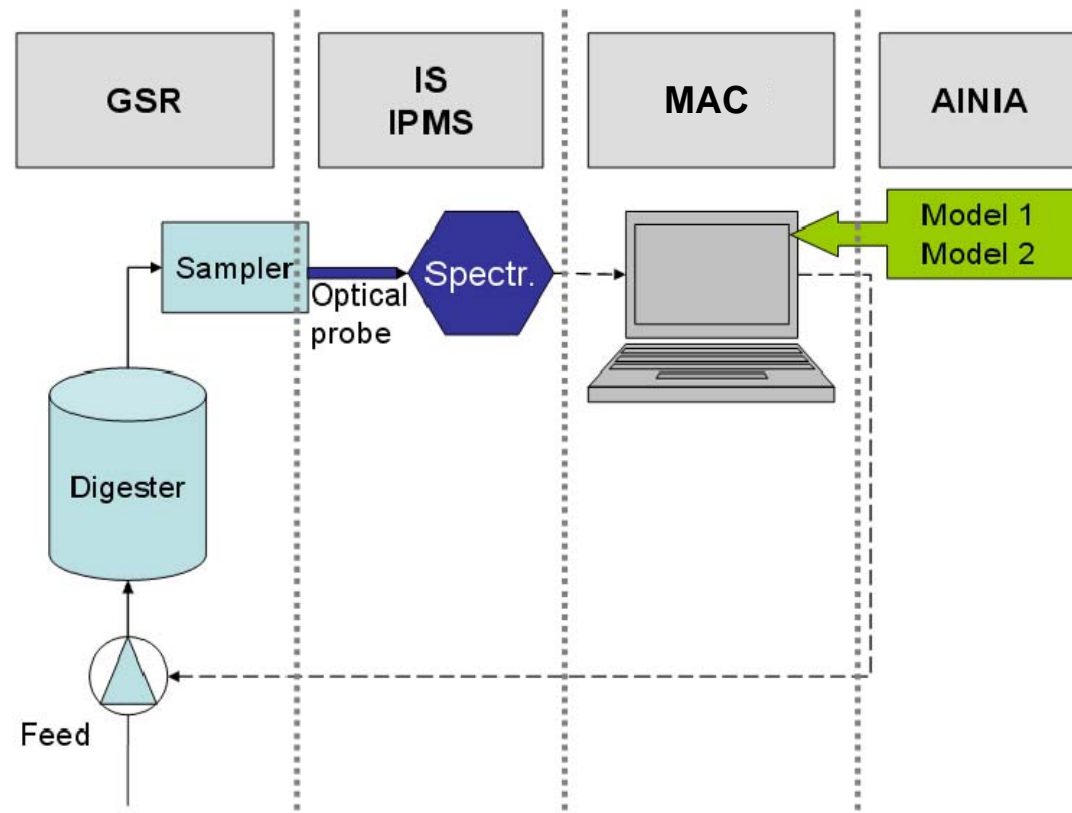 GSR
IS
IPMS
MAC
AINIA
Sampler
Optical
probe
Spectr.
Model 1
Model 2
Digester
Feed